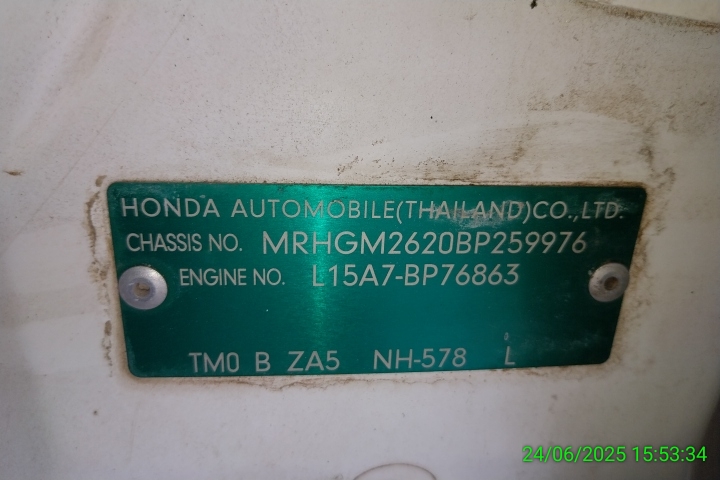 HONDA AUTOMOBILE(THAILAND)CO.,LTD.
CHASSIS NO. MRHGM2620BP259976
ENGINE NO. L15A7-BP76863
TM0 B ZA5 NH-578 L
24/06/2025 15:53:34